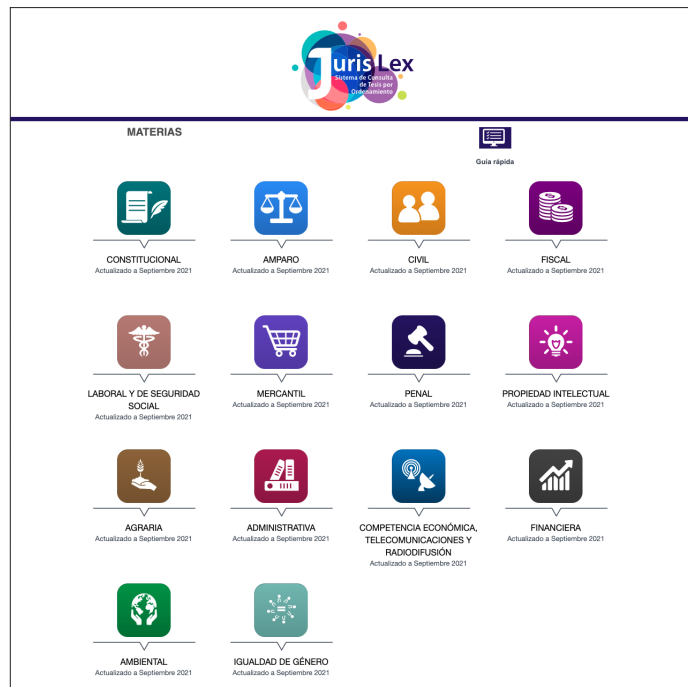 JurisLex
Sistema de Consulta
de Tesis por
Ordenamiento
MATERIAS
Guía rápida
CONSTITUCIONAL
Actualizado a Septiembre 2021
AMPARO
Actualizado a Septiembre 2021
CIVIL
Actualizado a Septiembre 2021
FISCAL
Actualizado a Septiembre 2021
LABORAL Y DE SEGURIDAD
SOCIAL
Actualizado a Septiembre 2021
MERCANTIL
Actualizado a Septiembre 2021
PENAL
Actualizado a Septiembre 2021
PROPIEDAD INTELECTUAL
Actualizado a Septiembre 2021
AGRARIA
Actualizado a Septiembre 2021
ADMINISTRATIVA
Actualizado a Septiembre 2021
COMPETENCIA ECONÓMICA,
TELECOMUNICACIONES Y
RADIODIFUSIÓN
Actualizado a Septiembre 2021
FINANCIERA
Actualizado a Septiembre 2021
AMBIENTAL
Actualizado a Septiembre 2021
IGUALDAD DE GÉNERO
Actualizado a Septiembre 2021